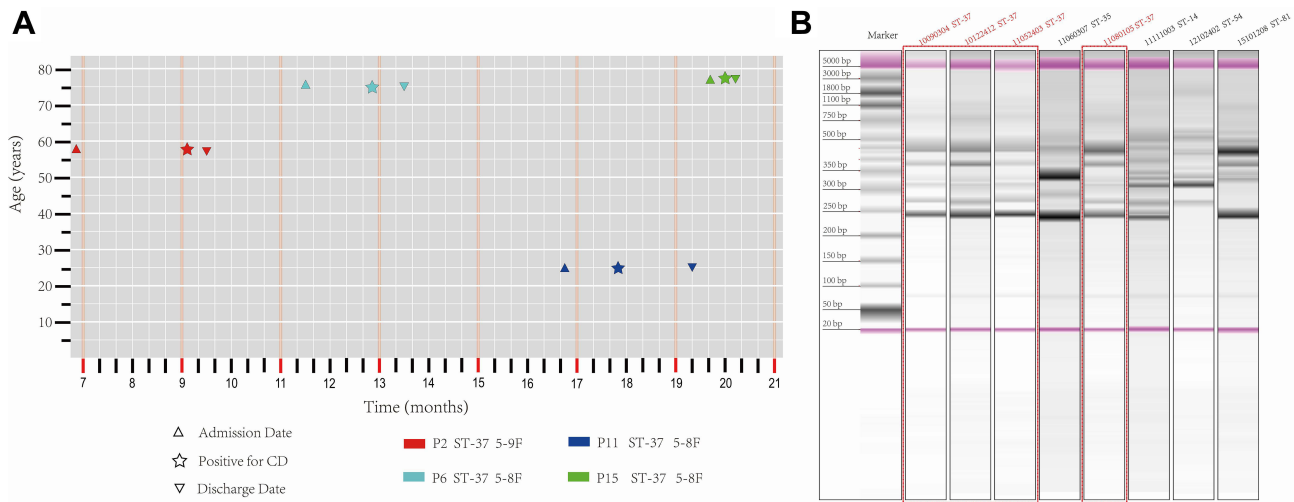 A
80
70
60
50
40
30
20
10
Age (years)
7
9
10
11
12
13
14
15
16
17
18
19
20
21
Time (months)
Admission Date
Positive for CD
Discharge Date
P2 ST-37 5-9F
P6 ST-37 5-8F
P11 ST-37 5-8F
P15 ST-37 5-8F
B
Marker
10090304 ST-37
10122412 ST-37
11052403 ST-37
11060307 ST-35
11080105 ST-37
11111003 ST-14
12102402 ST-54
15101208 ST-81
5000 bp
3000 bp
1800 bp
1100 bp
750 bp
500 bp
350 bp
300 bp
250 bp
200 bp
150 bp
100 bp
50 bp
20 bp